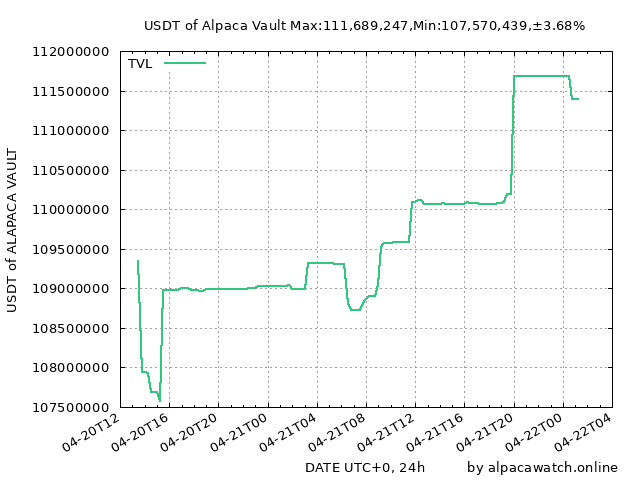 USDT of Alpaca Vault Max:111,689,247,Min:107,570,439,±3.68%
TVL
112000000
111500000
111000000
110500000
110000000
109500000
109000000
108500000
108000000
107500000
USDT of ALAPACA VAULT
04-20T12
04-20T16
04-20T20
04-21T00
04-21T04
04-21T08
04-21T12
04-21T16
04-21T20
04-22T00
04-22T04
DATE UTC+0, 24h
by alpacawatch.online